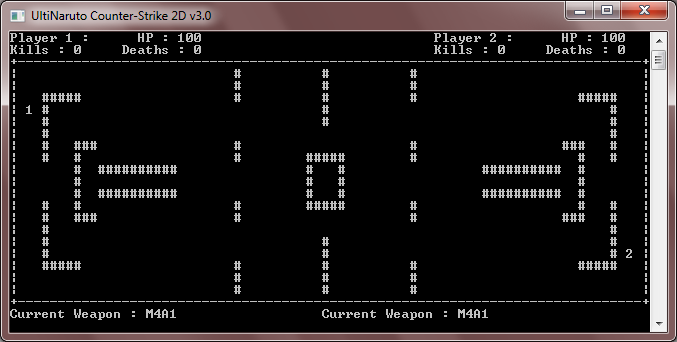 UltiNaruto Counter-Strike 2D v3.0
Player 1 : HP : 100 Player 2 : HP : 100
Kills : 0 Deaths : 0 Kills : 0 Deaths : 0
1
2
Current Weapon : M4A1 Current Weapon : M4A1